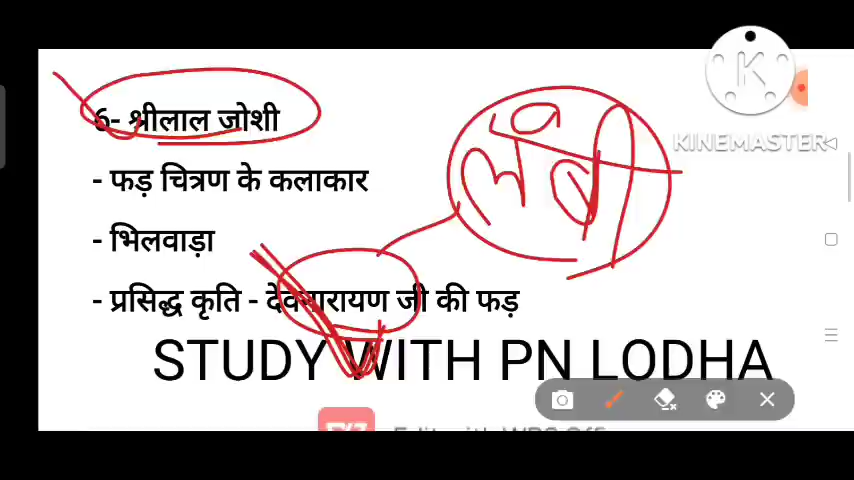 6- श्रीलाल जोशी
- फड़ चित्रण के कलाकार
- भिलवाड़ा
- प्रसिद्ध कृति - देवनारायण जी की फड़
STUDY WITH PN LODHA
KINEMASTER